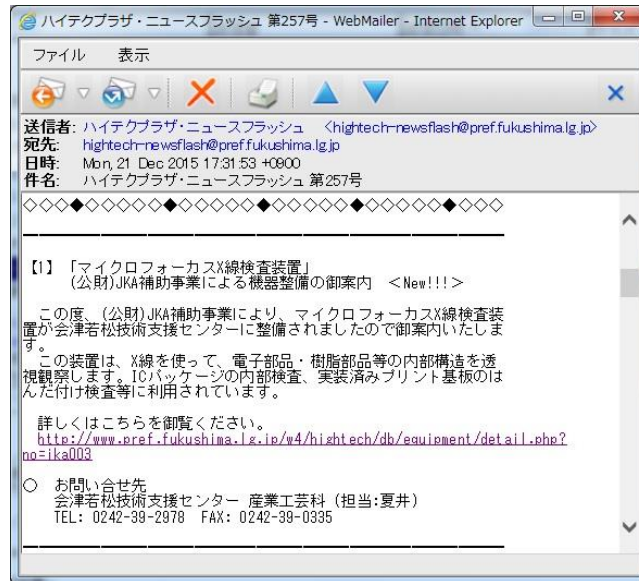 ハイテクプラザ・ニュースフラッシュ 第257号 - WebMailer - Internet Explorer
ファイル 表示
送信者: ハイテクプラザ・ニュースフラッシュ <hightech-newsflash@pref.fukushima.lg.jp>
宛先: hightech-newsflash@pref.fukushima.lg.jp
日時: Mon, 21 Dec 2015 17:31:53 +0900
件名: ハイテクプラザ・ニュースフラッシュ 第257号
◇◇◇◆◇◇◇◇◇◆◇◇◇◇◇◆◇◇◇◇◇◆◇◇◇◇◇◆◇◇◇
【1】「マイクロフォーカスX線検査装置」
(公財)JKA補助事業による機器整備の御案内 <New!!!>
この度、(公財)JKA補助事業により、マイクロフォーカスX線検査装
置が会津若松技術支援センターに整備されましたので御案内いたしま
す。
この装置は、X線を使って、電子部品・樹脂部品等の内部構造を透
視観察します。ICパッケージの内部検査、実装済みプリント基板のは
んだ付け検査等に利用されています。
詳しくはこちらを御覧ください。
http://www.pref.fukushima.lg.jp/w4/hightech/db/equipment/detail.php?
no=ika003
○ お問い合せ先
会津若松技術支援センター 産業工芸科(担当:夏井)
TEL: 0242-39-2978 FAX: 0242-39-0335